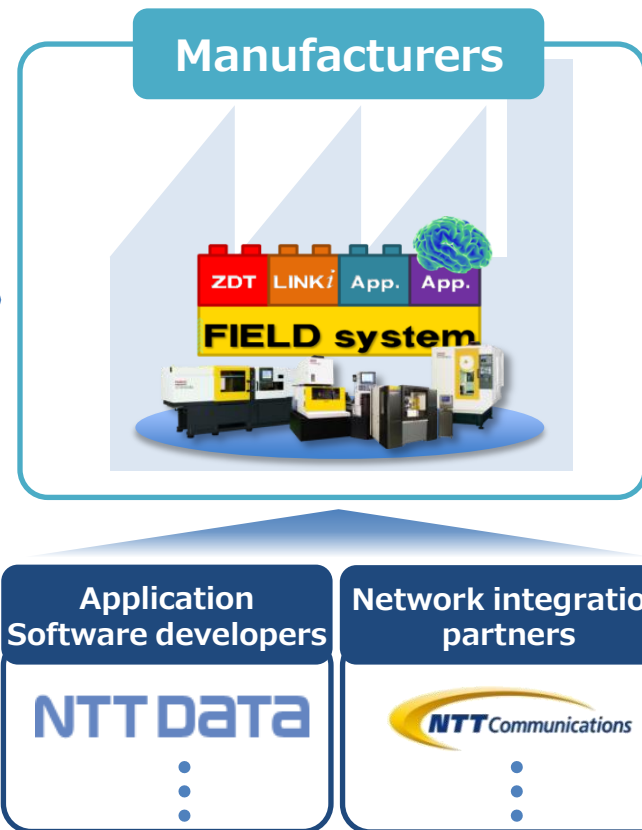 Manufacturers
ZDT LINKi App. App.
FIELD system
Application
Software developers
NTT DATA
Network integratio
partners
NTT Communications